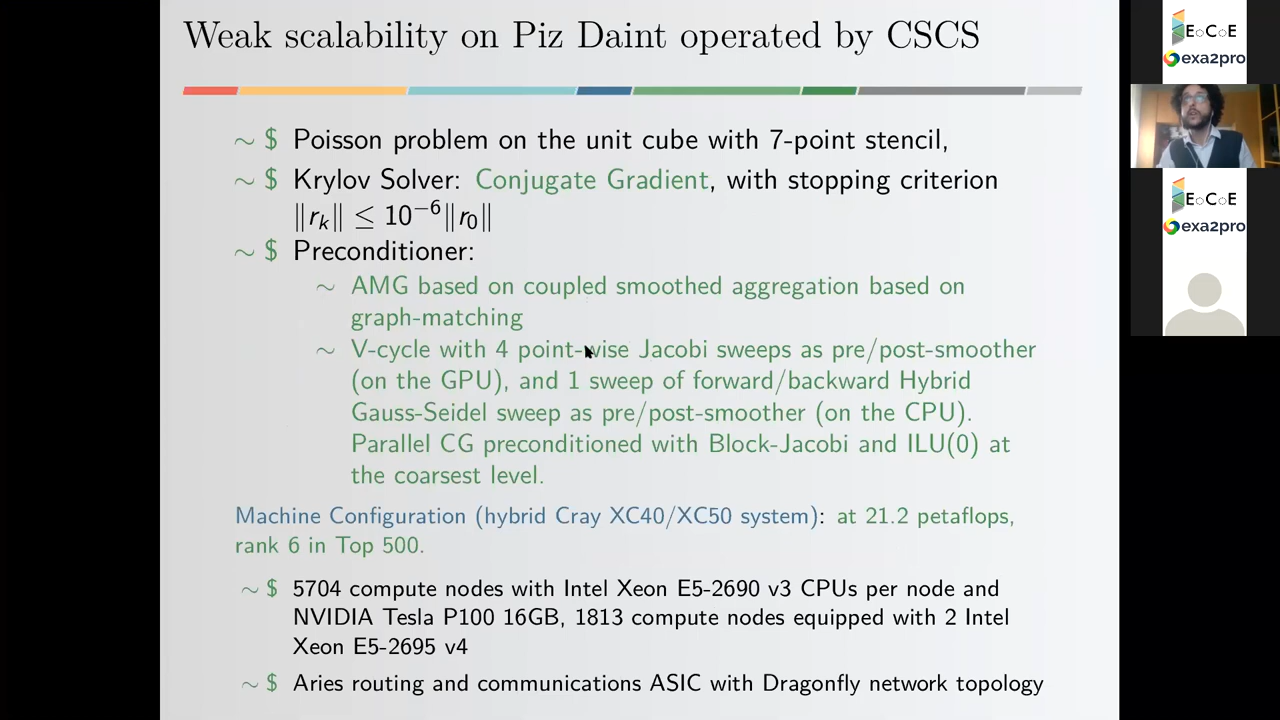 Weak scalability on Piz Daint operated by CSCS
∼ $ Poisson problem on the unit cube with 7-point stencil,
∼ $ Krylov Solver: Conjugate Gradient, with stopping criterion
‖rₖ‖ ≤ 10⁻⁶‖r₀‖
∼ $ Preconditioner:
∼ AMG based on coupled smoothed aggregation based on
graph-matching
∼ V-cycle with 4 point-wise Jacobi sweeps as pre/post-smoother
(on the GPU), and 1 sweep of forward/backward Hybrid
Gauss-Seidel sweep as pre/post-smoother (on the CPU).
Parallel CG preconditioned with Block-Jacobi and ILU(0) at
the coarsest level.
Machine Configuration (hybrid Cray XC40/XC50 system): at 21.2 petaflops,
rank 6 in Top 500.
∼ $ 5704 compute nodes with Intel Xeon E5-2690 v3 CPUs per node and
NVIDIA Tesla P100 16GB, 1813 compute nodes equipped with 2 Intel
Xeon E5-2695 v4
∼ $ Aries routing and communications ASIC with Dragonfly network topology
EoCoE
exa2pro
EoCoE
exa2pro